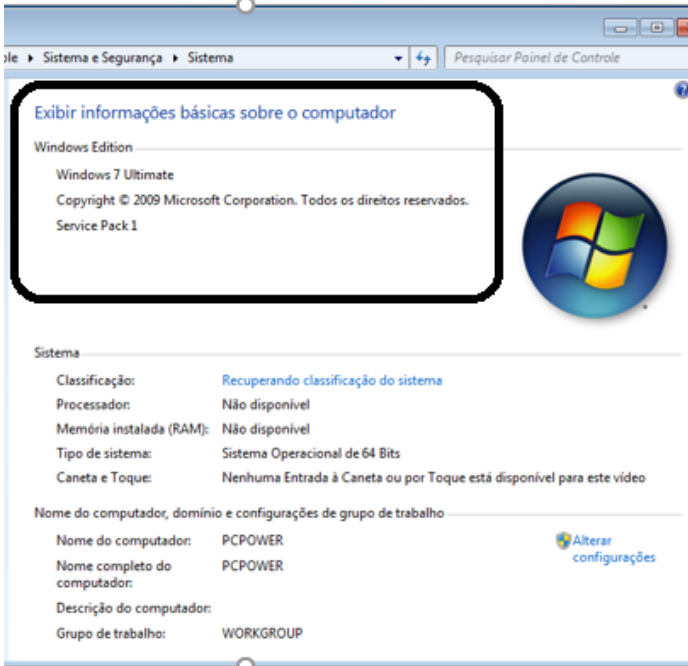 ole ▸ Sistema e Segurança ▸ Sistema
Pesquisar Painel de Controle
Exibir informações básicas sobre o computador
Windows Edition
Windows 7 Ultimate
Copyright © 2009 Microsoft Corporation. Todos os direitos reservados.
Service Pack 1
Sistema
Classificação: Recuperando classificação do sistema
Processador: Não disponível
Memória instalada (RAM): Não disponível
Tipo de sistema: Sistema Operacional de 64 Bits
Caneta e Toque: Nenhuma Entrada à Caneta ou por Toque está disponível para este vídeo
Nome do computador, domínio e configurações de grupo de trabalho
Nome do computador: PCPOWER
Alterar
configurações
Nome completo do
computador: PCPOWER
Descrição do computador:
Grupo de trabalho: WORKGROUP